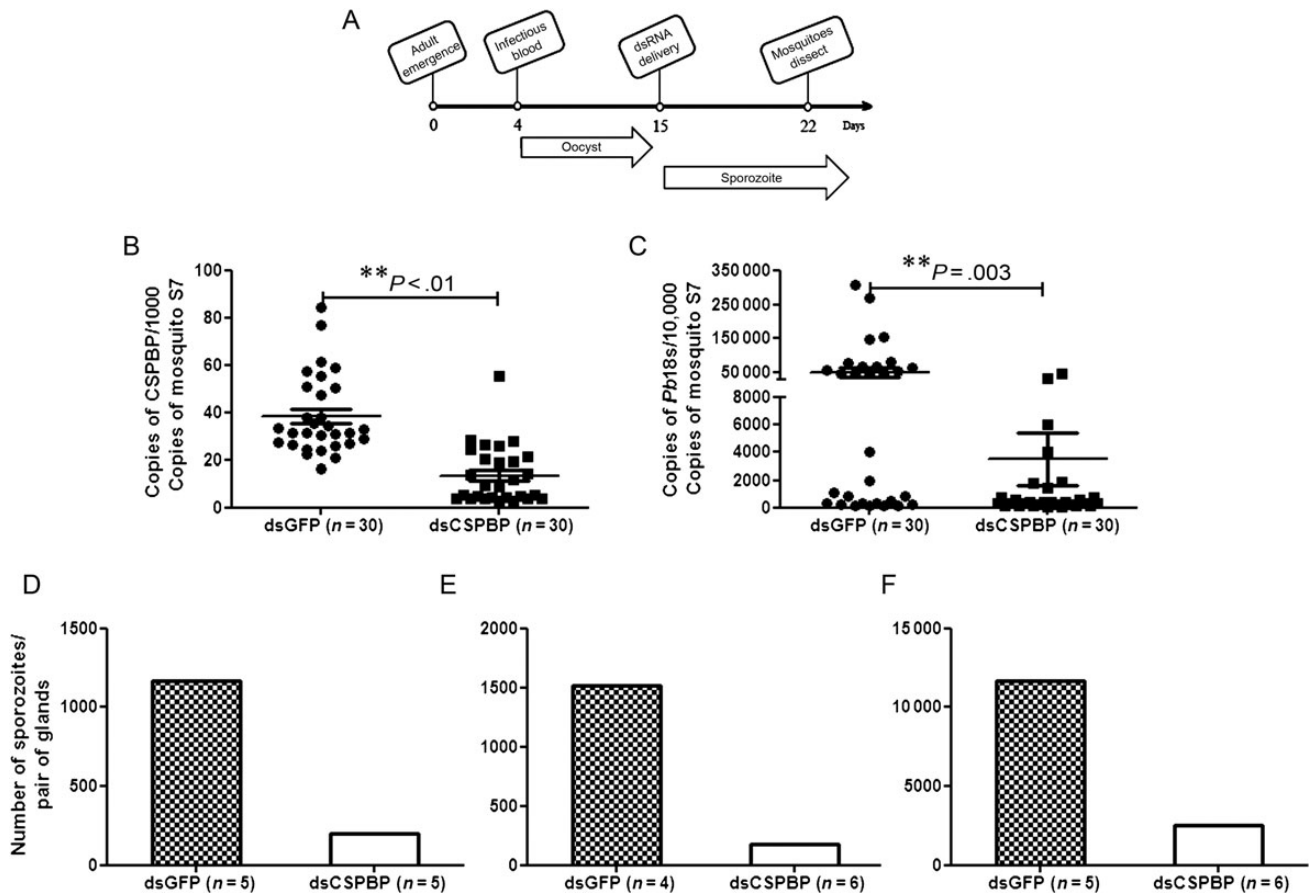 A
Adult
emergence
Infectious
blood
dsRNA
delivery
Mosquitoes
dissect
0
4
15
22
Days
Oocyst
Sporozoite
B
Copies of CSPBP/1000
Copies of mosquito S7
100
80
60
40
20
0
**P < .01
dsGFP (n = 30)
dsCSPBP (n = 30)
C
Copies of Pb18s/10,000
Copies of mosquito S7
350 000
250 000
150 000
50 000
8000
6000
4000
2000
0
**P = .003
dsGFP (n = 30)
dsCSPBP (n = 30)
D
Number of sporozoites/
pair of glands
1500
1000
500
0
dsGFP (n = 5)
dsCSPBP (n = 5)
E
2000
1500
1000
500
0
dsGFP (n = 4)
dsCSPBP (n = 6)
F
15 000
10 000
5000
0
dsGFP (n = 5)
dsCSPBP (n = 6)